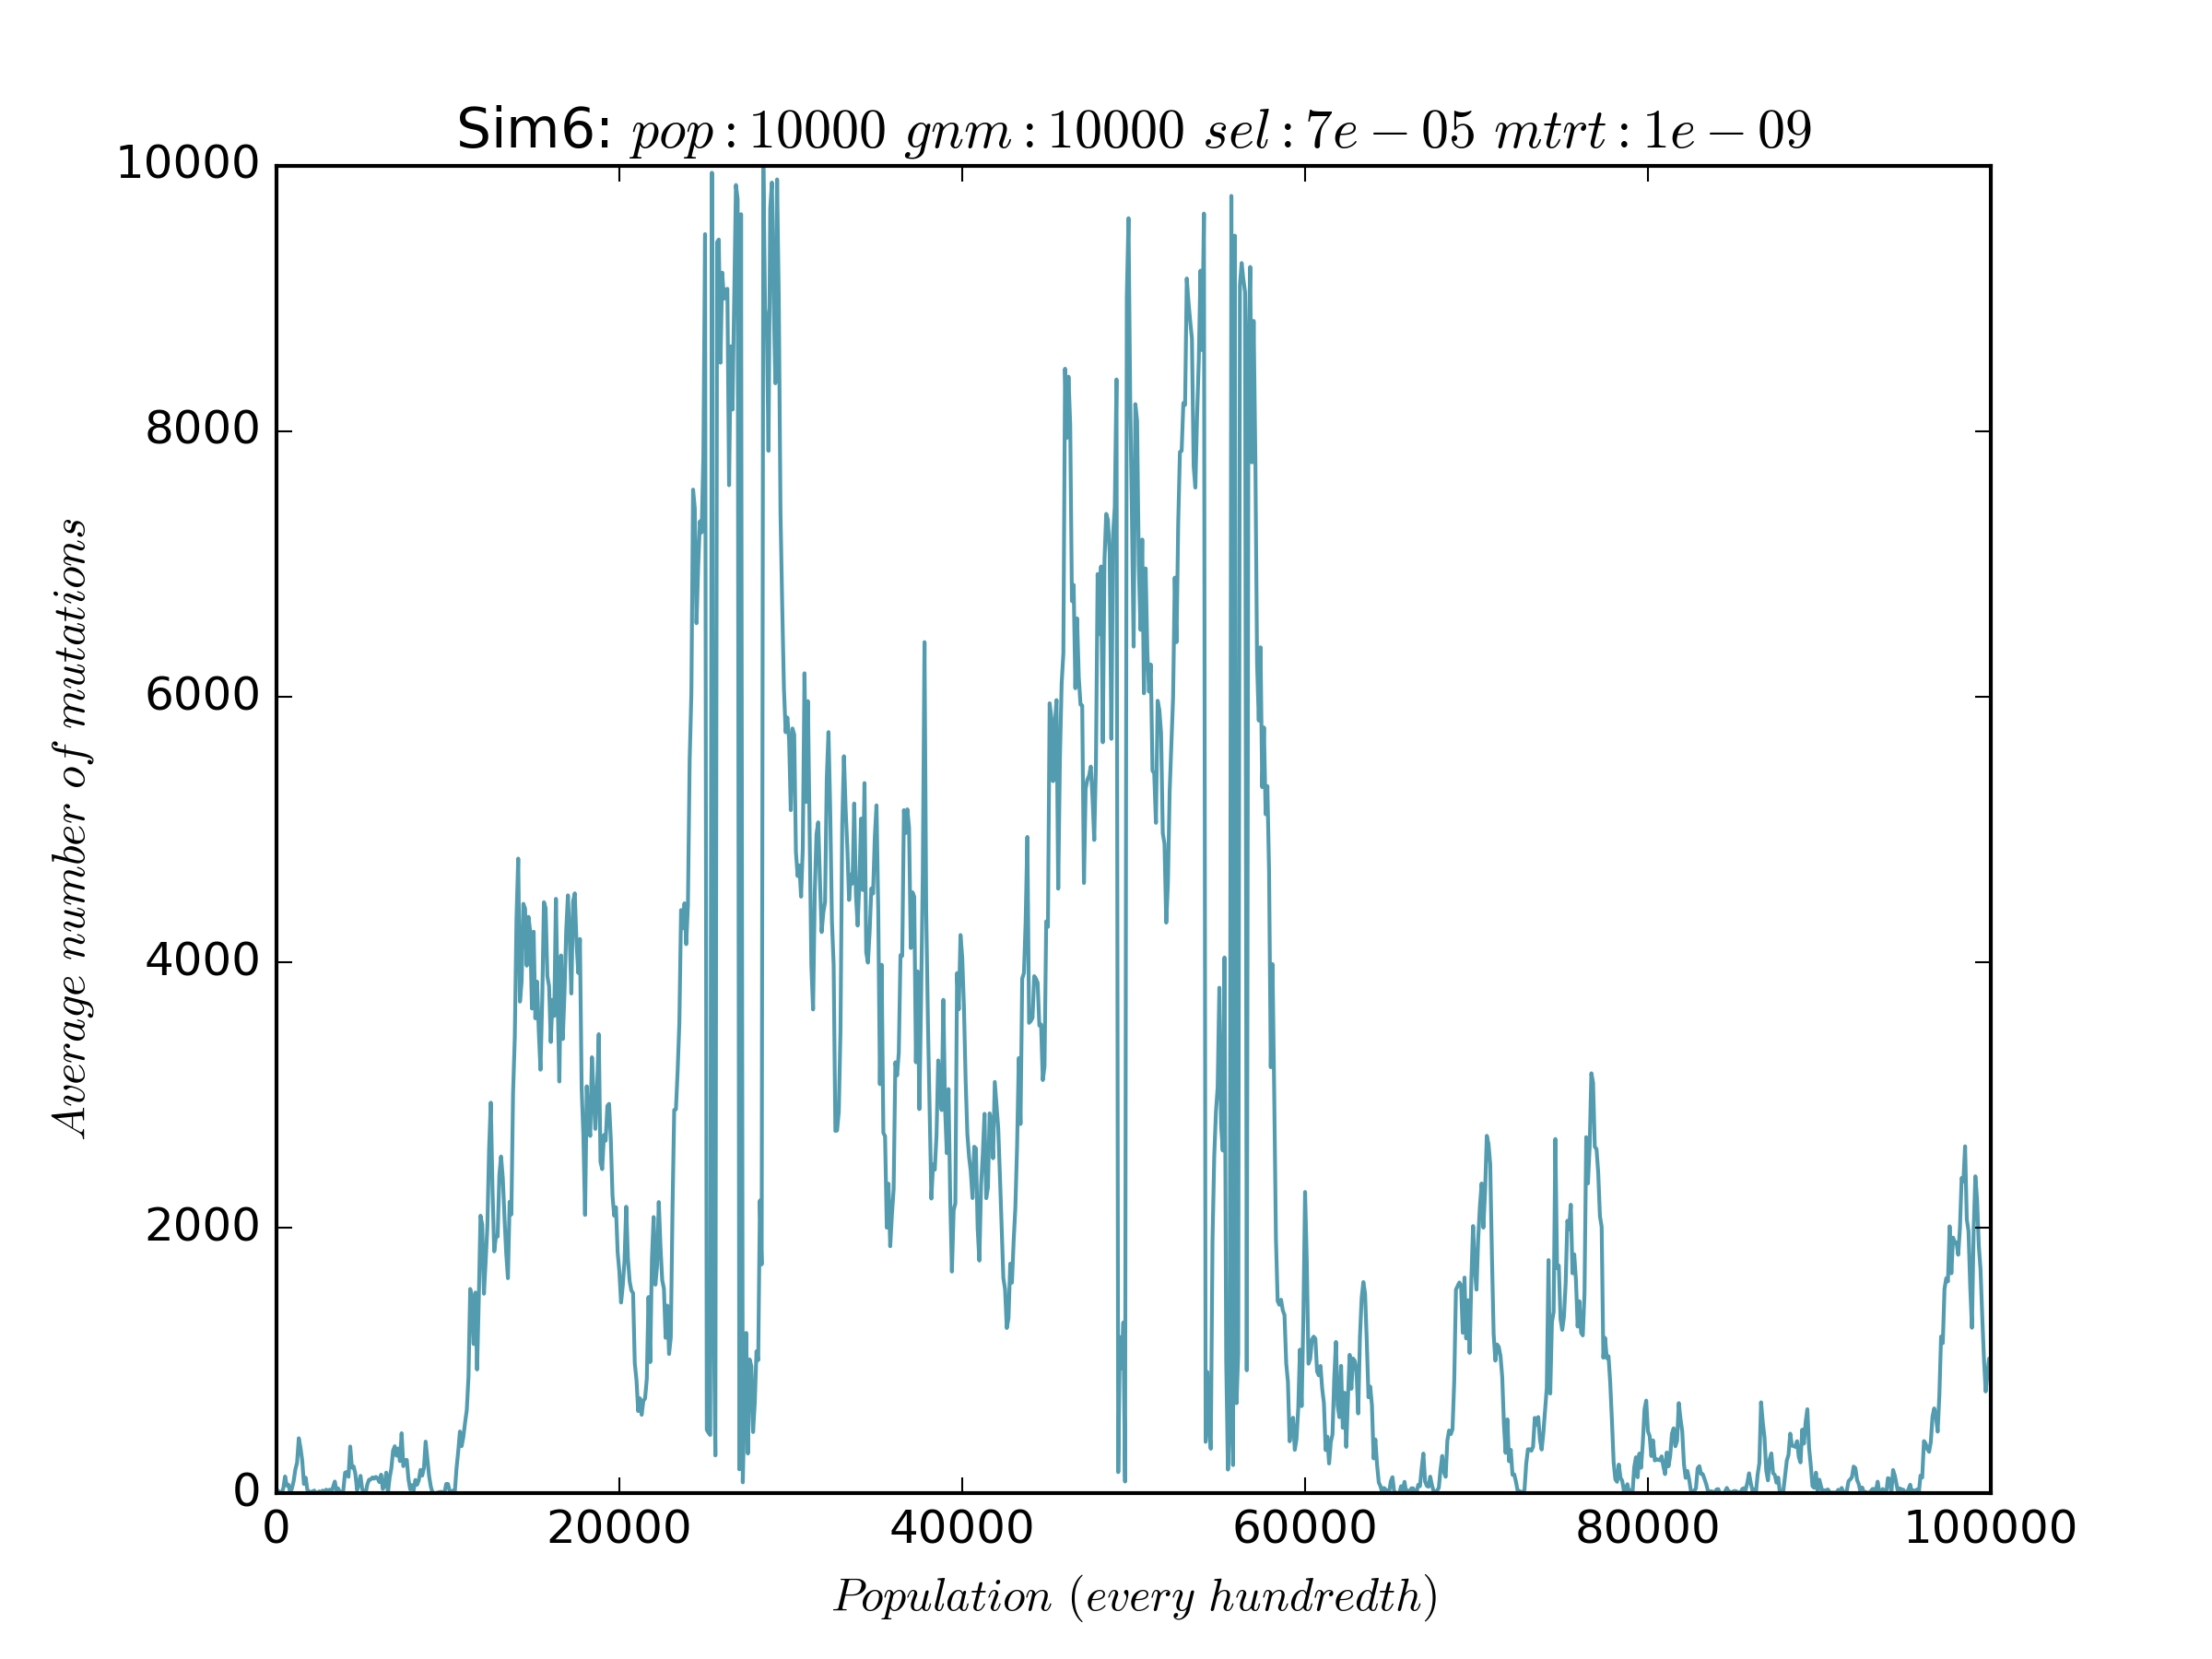 Sim6: pop : 10000 gnm : 10000 sel : 7e − 05 mtrt : 1e − 09
10000
8000
6000
4000
2000
0
Average number of mutations
0 20000 40000 60000 80000 100000
Population (every hundredth)